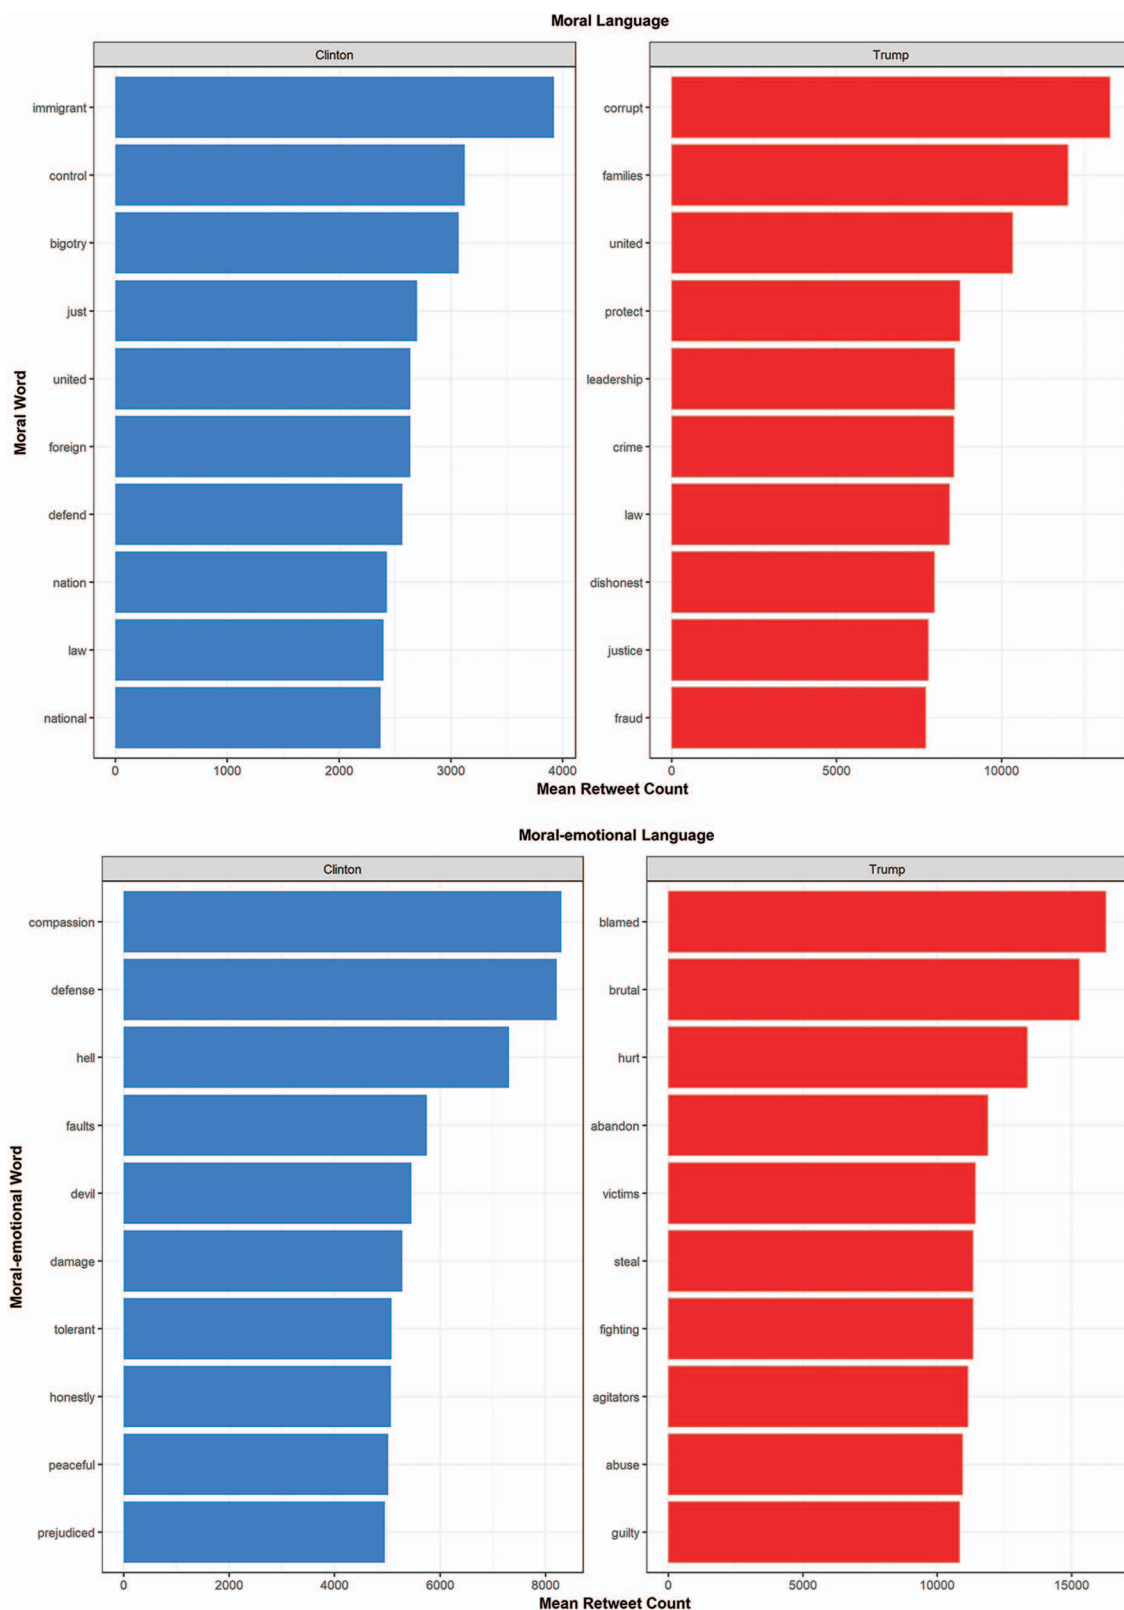 Moral Language
Clinton
Trump
Moral Word
immigrant
control
bigotry
just
united
foreign
defend
nation
law
national
0 1000 2000 3000 4000
corrupt
families
united
protect
leadership
crime
law
dishonest
justice
fraud
0 5000 10000
Mean Retweet Count
Moral-emotional Language
Clinton
Trump
Moral-emotional Word
compassion
defense
hell
faults
devil
damage
tolerant
honestly
peaceful
prejudiced
0 2000 4000 6000 8000
blamed
brutal
hurt
abandon
victims
steal
fighting
agitators
abuse
guilty
0 5000 10000 15000
Mean Retweet Count